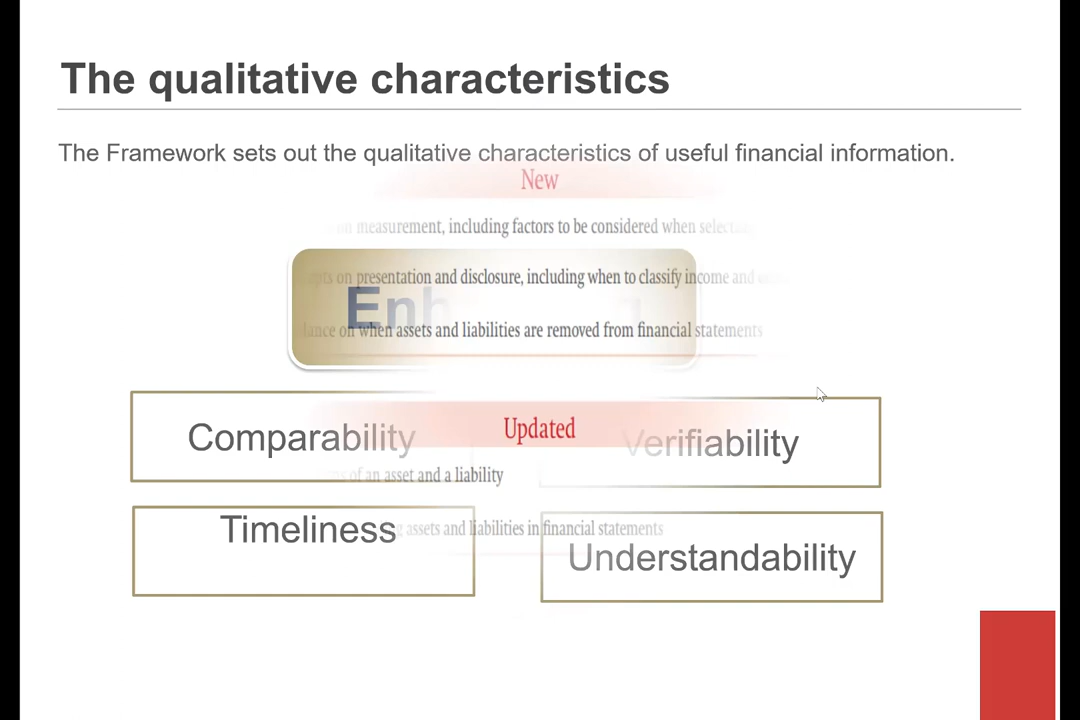 The qualitative characteristics
The Framework sets out the qualitative characteristics of useful financial information.
New
measurement, including factors to be considered when
on presentation and disclosure, including when to classify income and
on when assets and liabilities are removed from financial statements
Comparability
Updated
Verifiability
of an asset and a liability
Timeliness
assets and liabilities in financial statements
Understandability